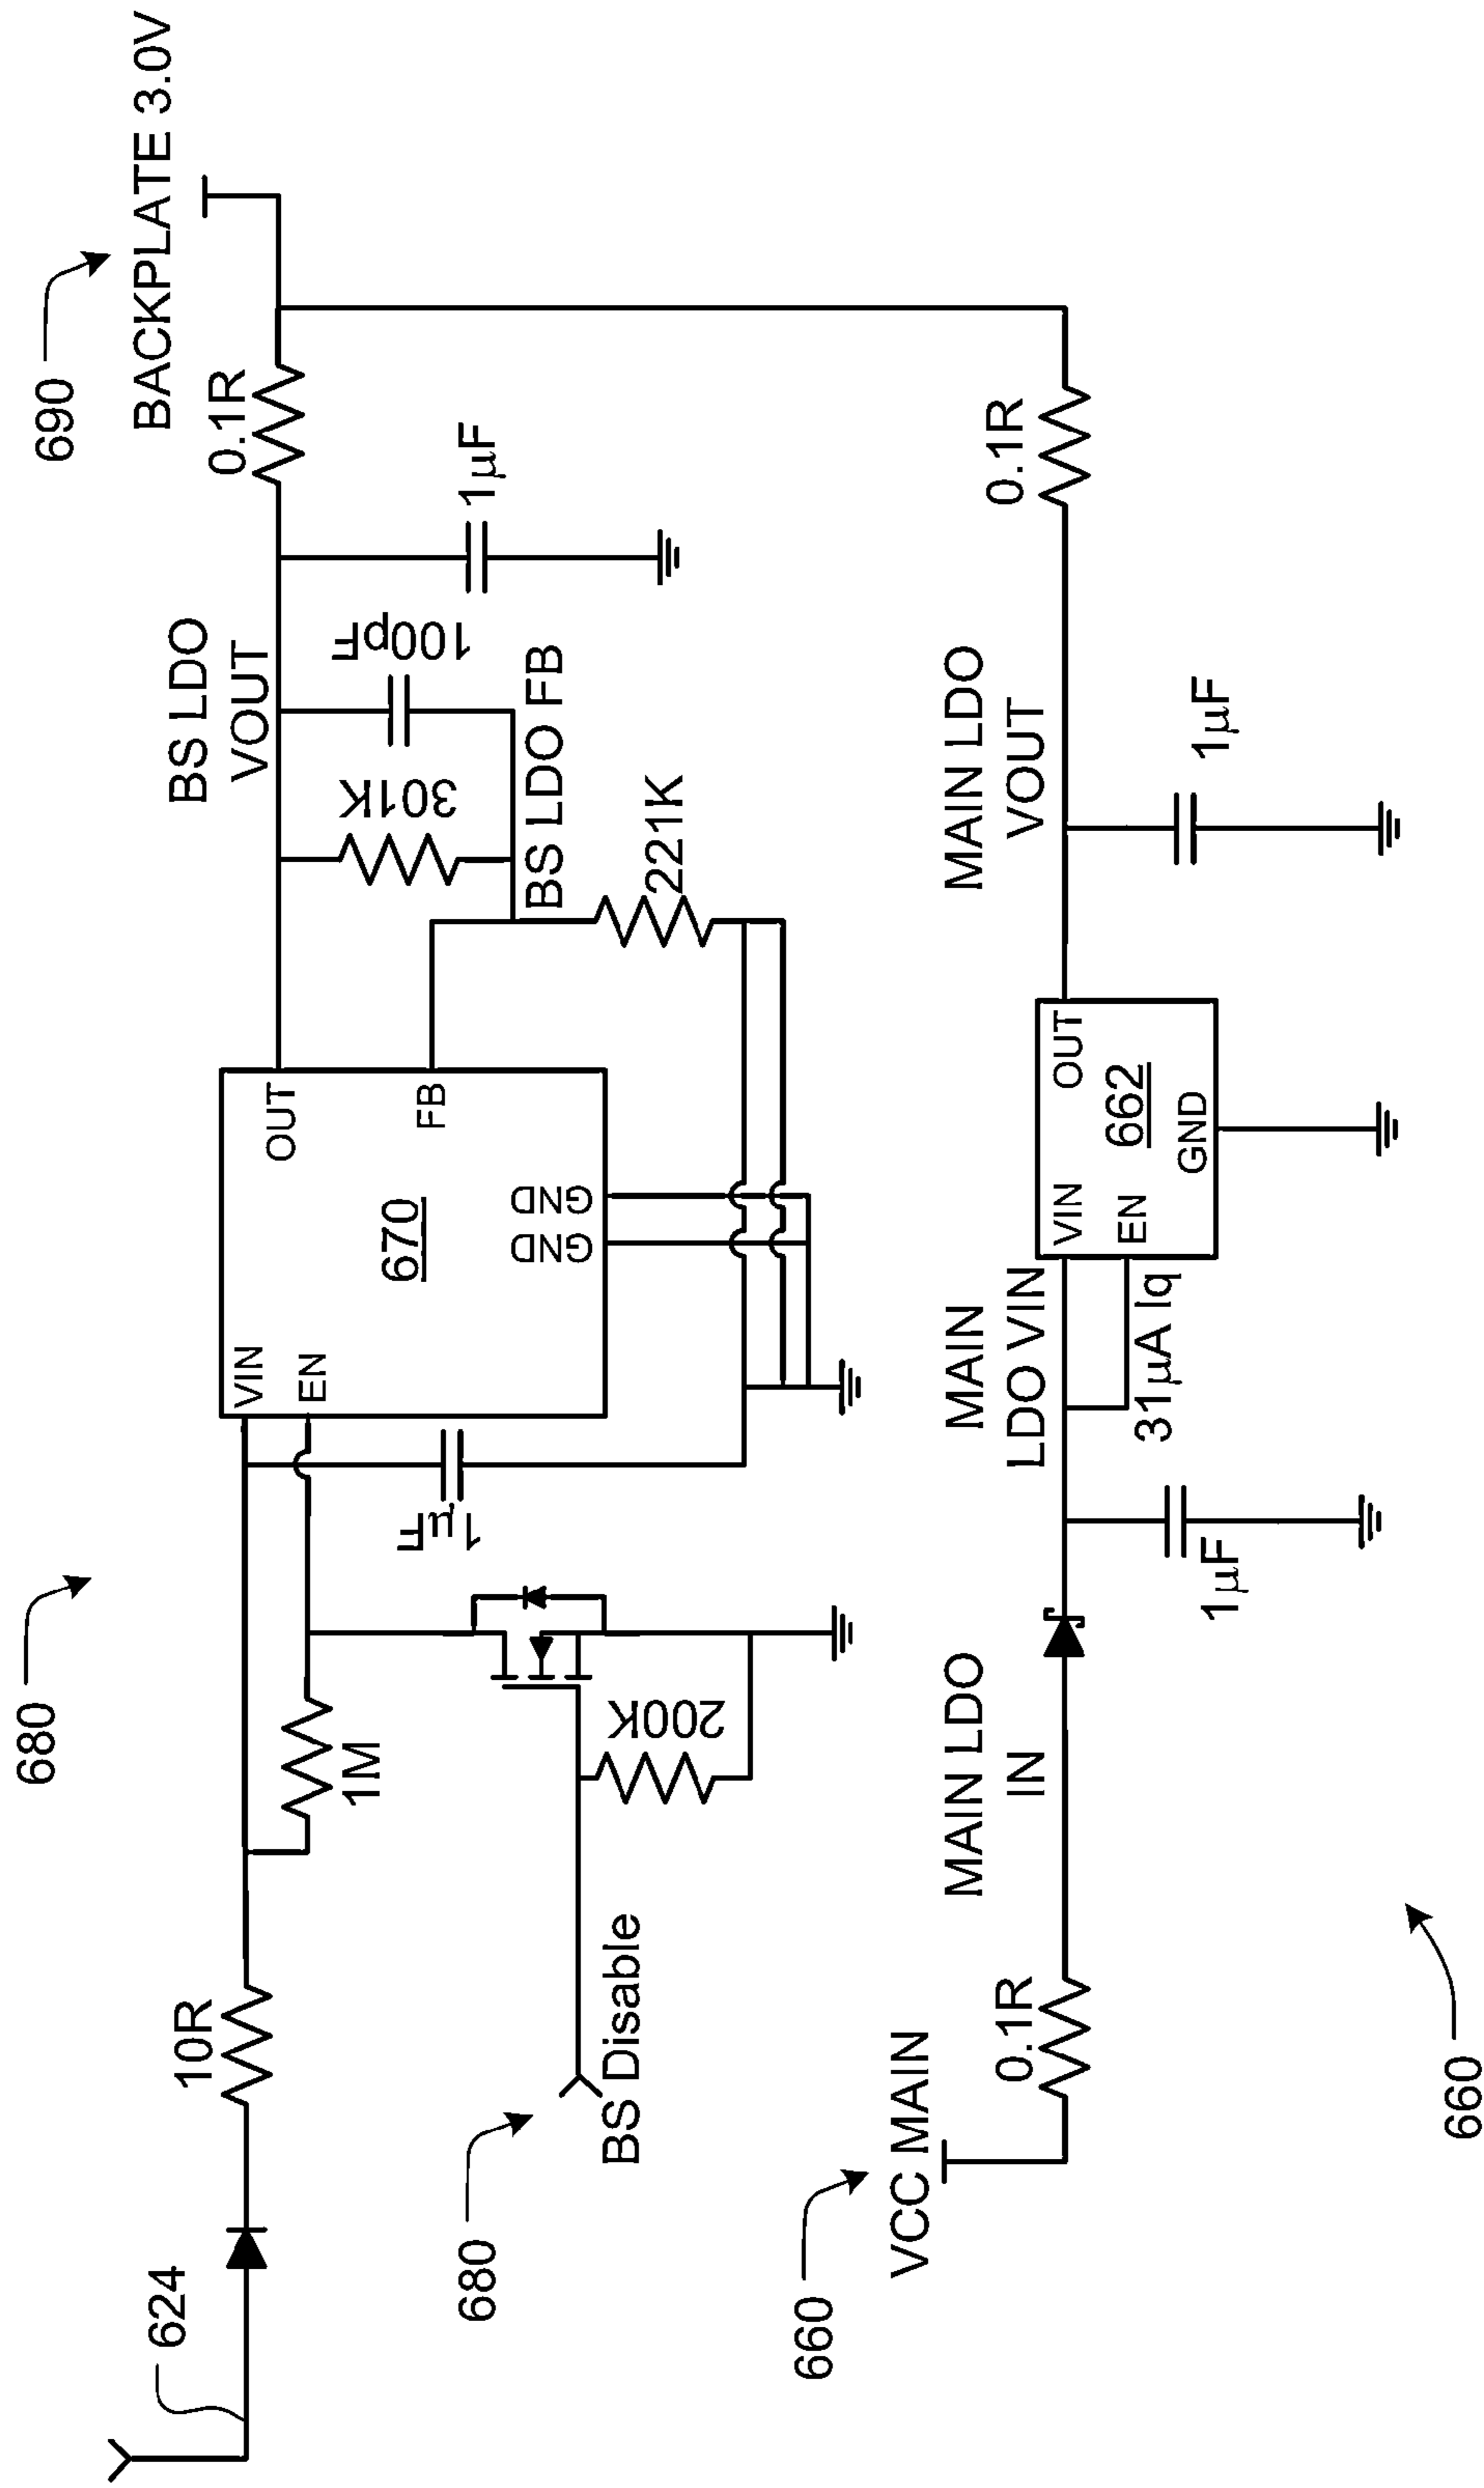 690
BACKPLATE 3.0V
680
BS LDO
VOUT
0.1R
624
10R
1M
VIN
EN
OUT
FB
670
GND
GND
1µF
301K
100pF
1µF
BS LDO FB
221K
680
BS Disable
200K
660
VCC MAIN
0.1R
MAIN LDO
IN
1µF
MAIN
LDO VIN
31µA Iq
VIN
EN
OUT
662
GND
MAIN LDO
VOUT
1µF
0.1R
660